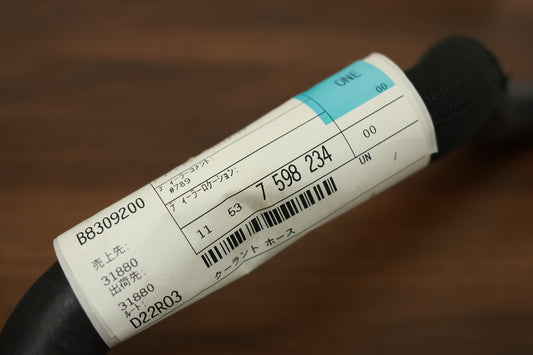 ONE
00
ディーラーコメント:
#789
ディーラーロケーション:
00
11 53 7 598 234
UN /
クーラント ホース
B8309200
売上先:
31880
出荷先:
31880
ルート:
D22R03